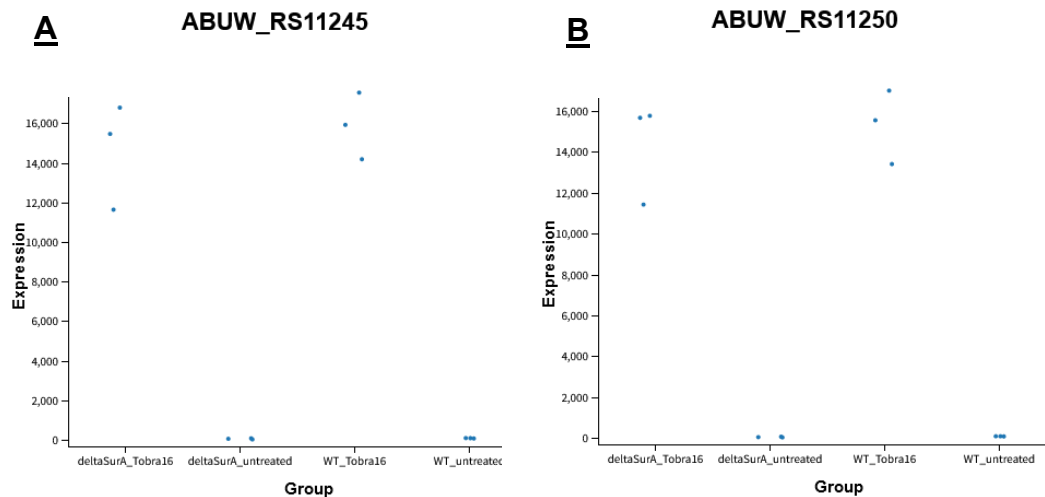 A
ABUW_RS11245
Expression
16,000
14,000
12,000
10,000
8,000
6,000
4,000
2,000
0
deltaSurA_Tobra16 deltaSurA_untreated WT_Tobra16 WT_untreated
Group
B
ABUW_RS11250
Expression
16,000
14,000
12,000
10,000
8,000
6,000
4,000
2,000
0
deltaSurA_Tobra16 deltaSurA_untreated WT_Tobra16 WT_untreated
Group